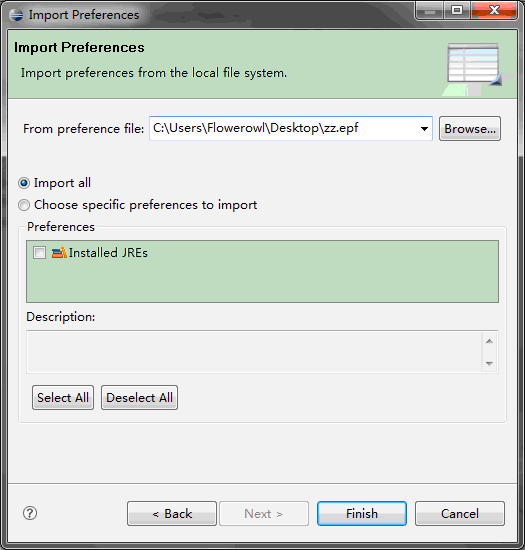 Import Preferences
Import Preferences
Import preferences from the local file system.
From preference file: C:\Users\Flowerowl\Desktop\zz.epf Browse...
Import all
Choose specific preferences to import
Preferences
Installed JREs
Description:
Select All Deselect All
? < Back Next > Finish Cancel